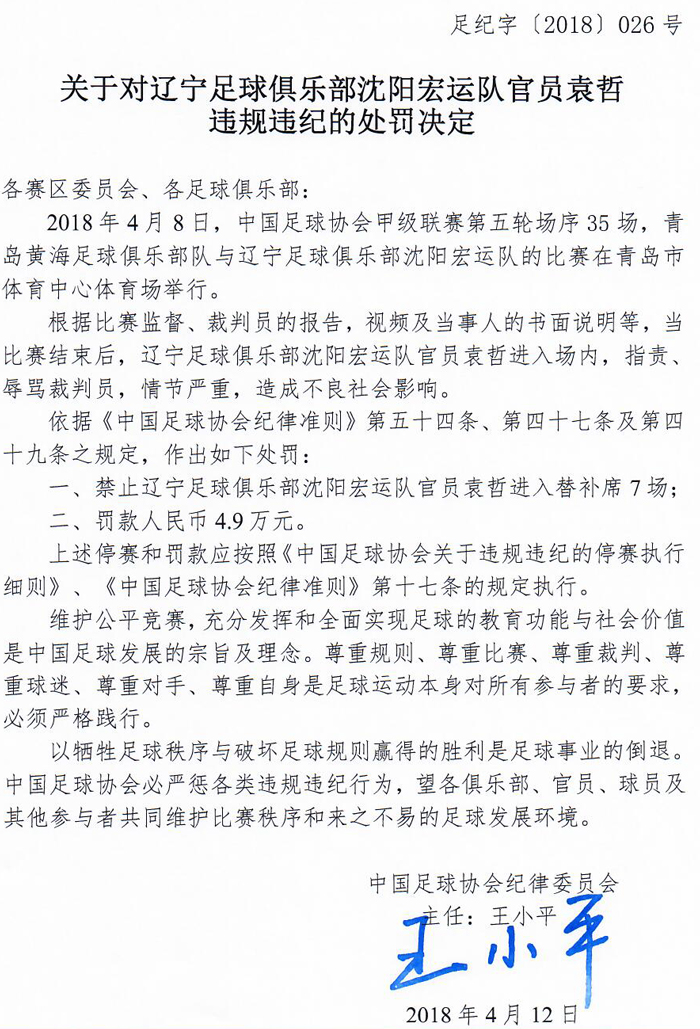 足纪字〔2018〕026号
关于对辽宁足球俱乐部沈阳宏运队官员袁哲
违规违纪的处罚决定
各赛区委员会、各足球俱乐部：
2018年4月8日，中国足球协会甲级联赛第五轮场序35场，青
岛黄海足球俱乐部队与辽宁足球俱乐部沈阳宏运队的比赛在青岛市
体育中心体育场举行。
根据比赛监督、裁判员的报告，视频及当事人的书面说明等，当
比赛结束后，辽宁足球俱乐部沈阳宏运队官员袁哲进入场内，指责、
辱骂裁判员，情节严重，造成不良社会影响。
依据《中国足球协会纪律准则》第五十四条、第四十七条及第四
十九条之规定，作出如下处罚：
一、禁止辽宁足球俱乐部沈阳宏运队官员袁哲进入替补席7场；
二、罚款人民币4.9万元。
上述停赛和罚款应按照《中国足球协会关于违规违纪的停赛执行
细则》、《中国足球协会纪律准则》第十七条的规定执行。
维护公平竞赛，充分发挥和全面实现足球的教育功能与社会价值
是中国足球发展的宗旨及理念。尊重规则、尊重比赛、尊重裁判、尊
重球迷、尊重对手、尊重自身是足球运动本身对所有参与者的要求，
必须严格践行。
以牺牲足球秩序与破坏足球规则赢得的胜利是足球事业的倒退。
中国足球协会必严惩各类违规违纪行为，望各俱乐部、官员、球员及
其他参与者共同维护比赛秩序和来之不易的足球发展环境。
中国足球协会纪律委员会
主任：王小平
王小平
2018年4月12日